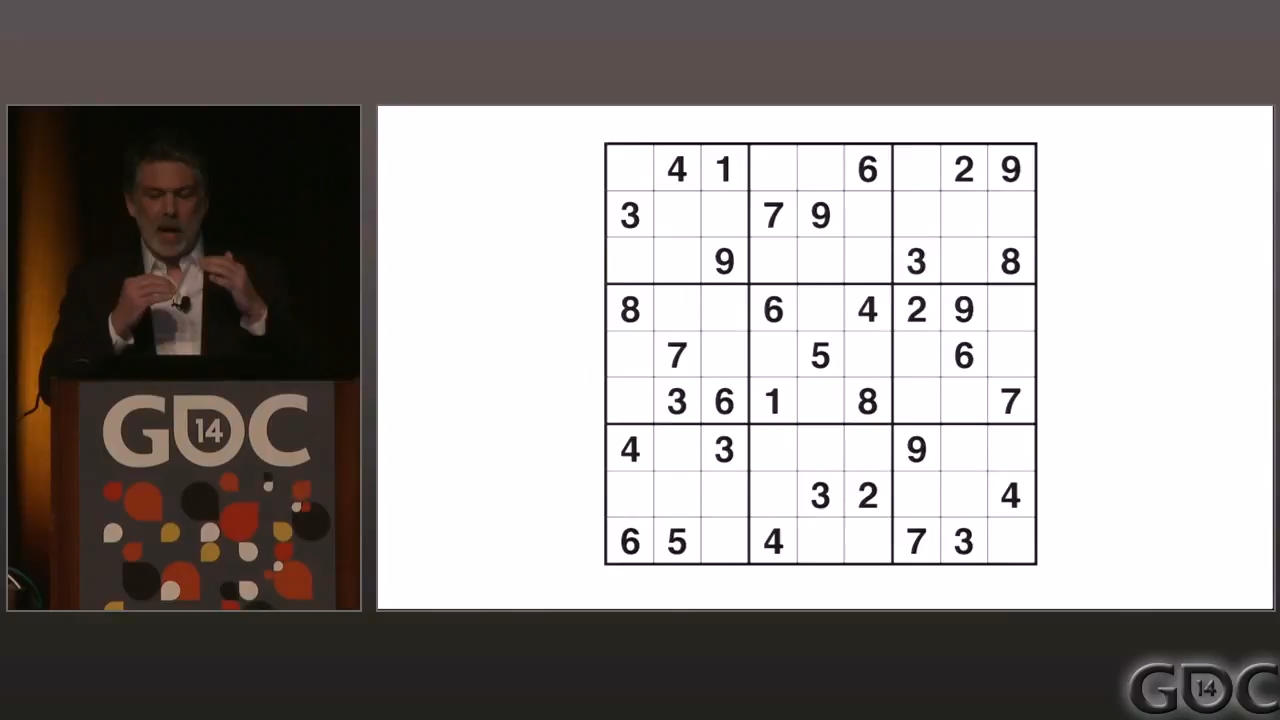 GDC
14
4 1 6 2 9
3 7 9
9 3 8
8 6 4 2 9
7 5 6
3 6 1 8 7
4 3 9
3 2 4
6 5 4 7 3
GDC
14